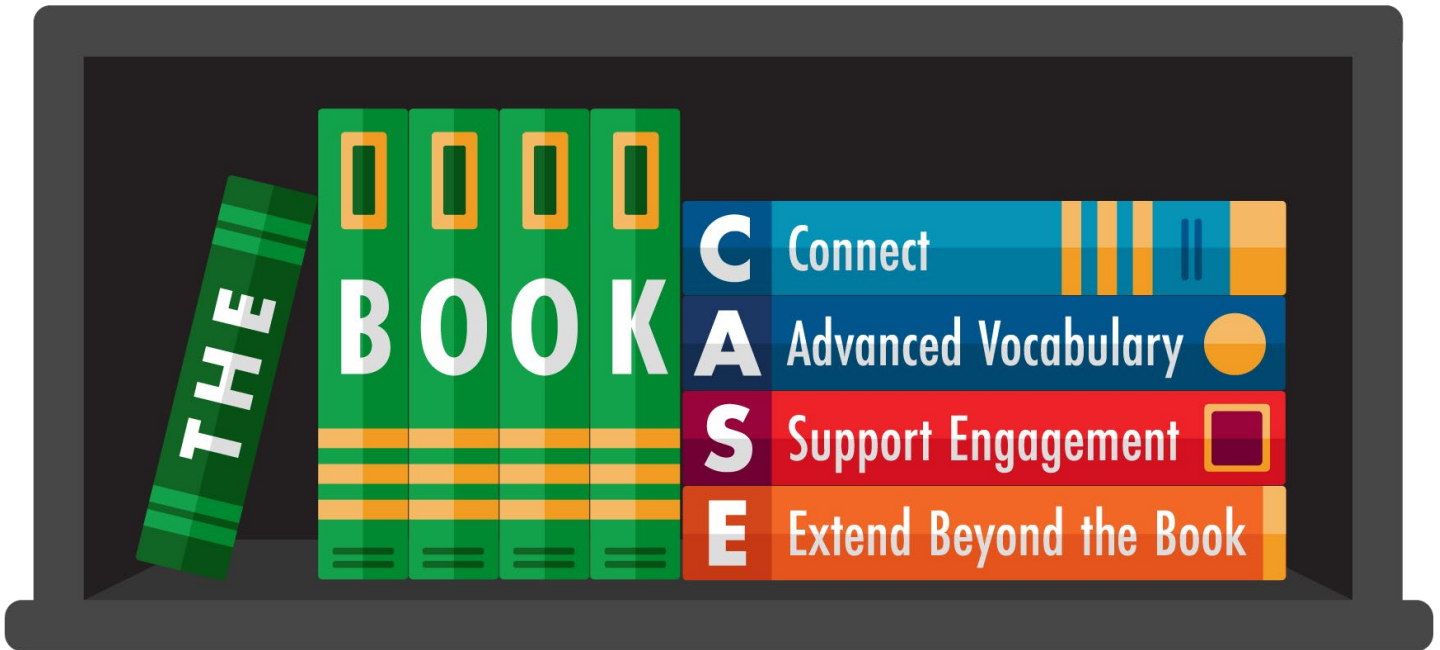 THE
BOOK
C Connect
A Advanced Vocabulary
S Support Engagement
E Extend Beyond the Book